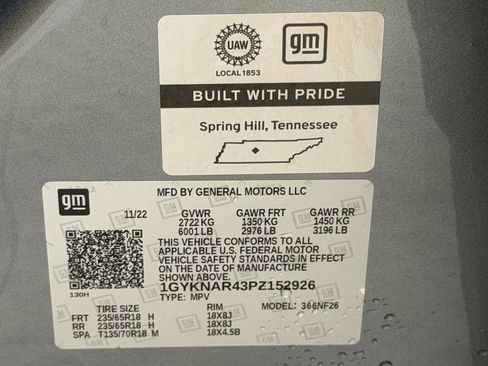 UAW
LOCAL 1853
gm
BUILT WITH PRIDE
Spring Hill, Tennessee
gm
MFD BY GENERAL MOTORS LLC
11/22 GVWR GAWR FRT GAWR RR
2722 KG 1350 KG 1450 KG
6001 LB 2976 LB 3196 LB
THIS VEHICLE CONFORMS TO ALL
APPLICABLE U.S. FEDERAL MOTOR
VEHICLE SAFETY STANDARDS IN EFFECT
ON THE DATE OF MANUFACTURE
SHOWN ABOVE.
130H
1GYKNAR43PZ152926
TYPE: MPV MODEL: 366NF26
TIRE SIZE RIM
FRT 235/65R18 H 18X8J
RR 235/65R18 H 18X8J
SPA T135/70R18 M 18X4.5B